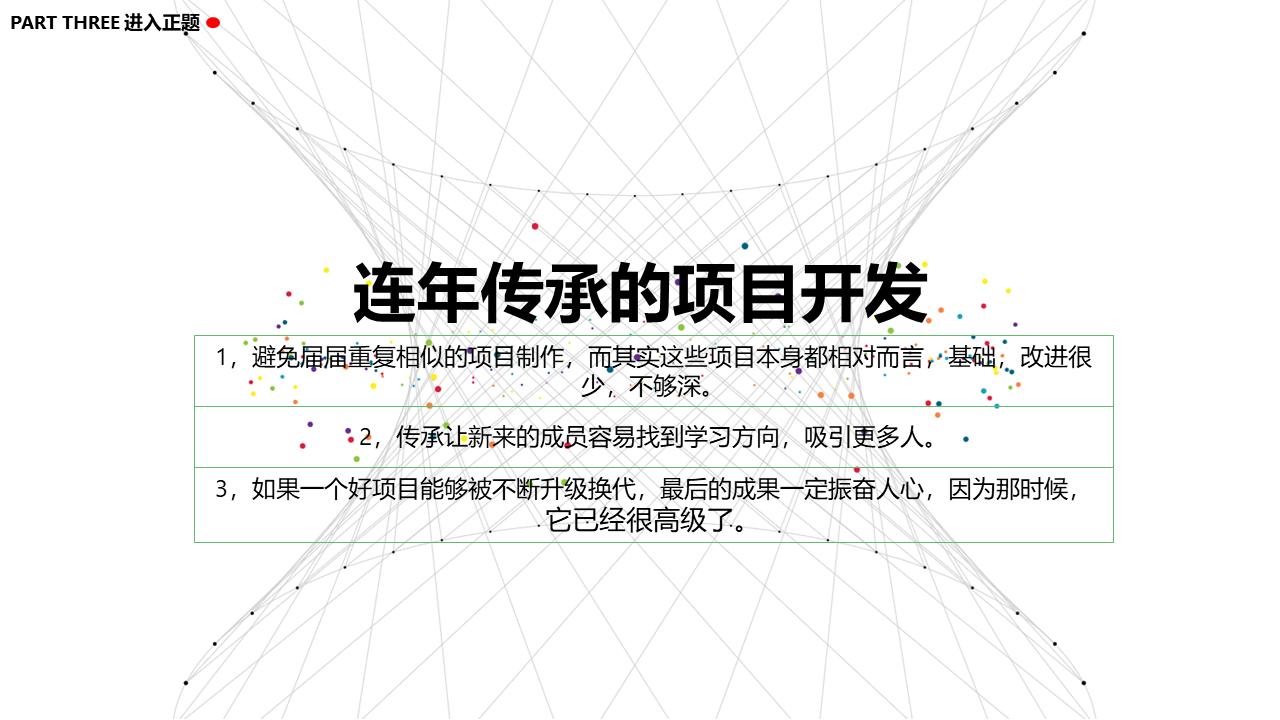 PART THREE 进入正题
连年传承的项目开发
1，避免届届重复相似的项目制作，而其实这些项目本身都相对而言，基础，改进很
少，不够深。
2，传承让新来的成员容易找到学习方向，吸引更多人。
3，如果一个好项目能够被不断升级换代，最后的成果一定振奋人心，因为那时候，
它已经很高级了。